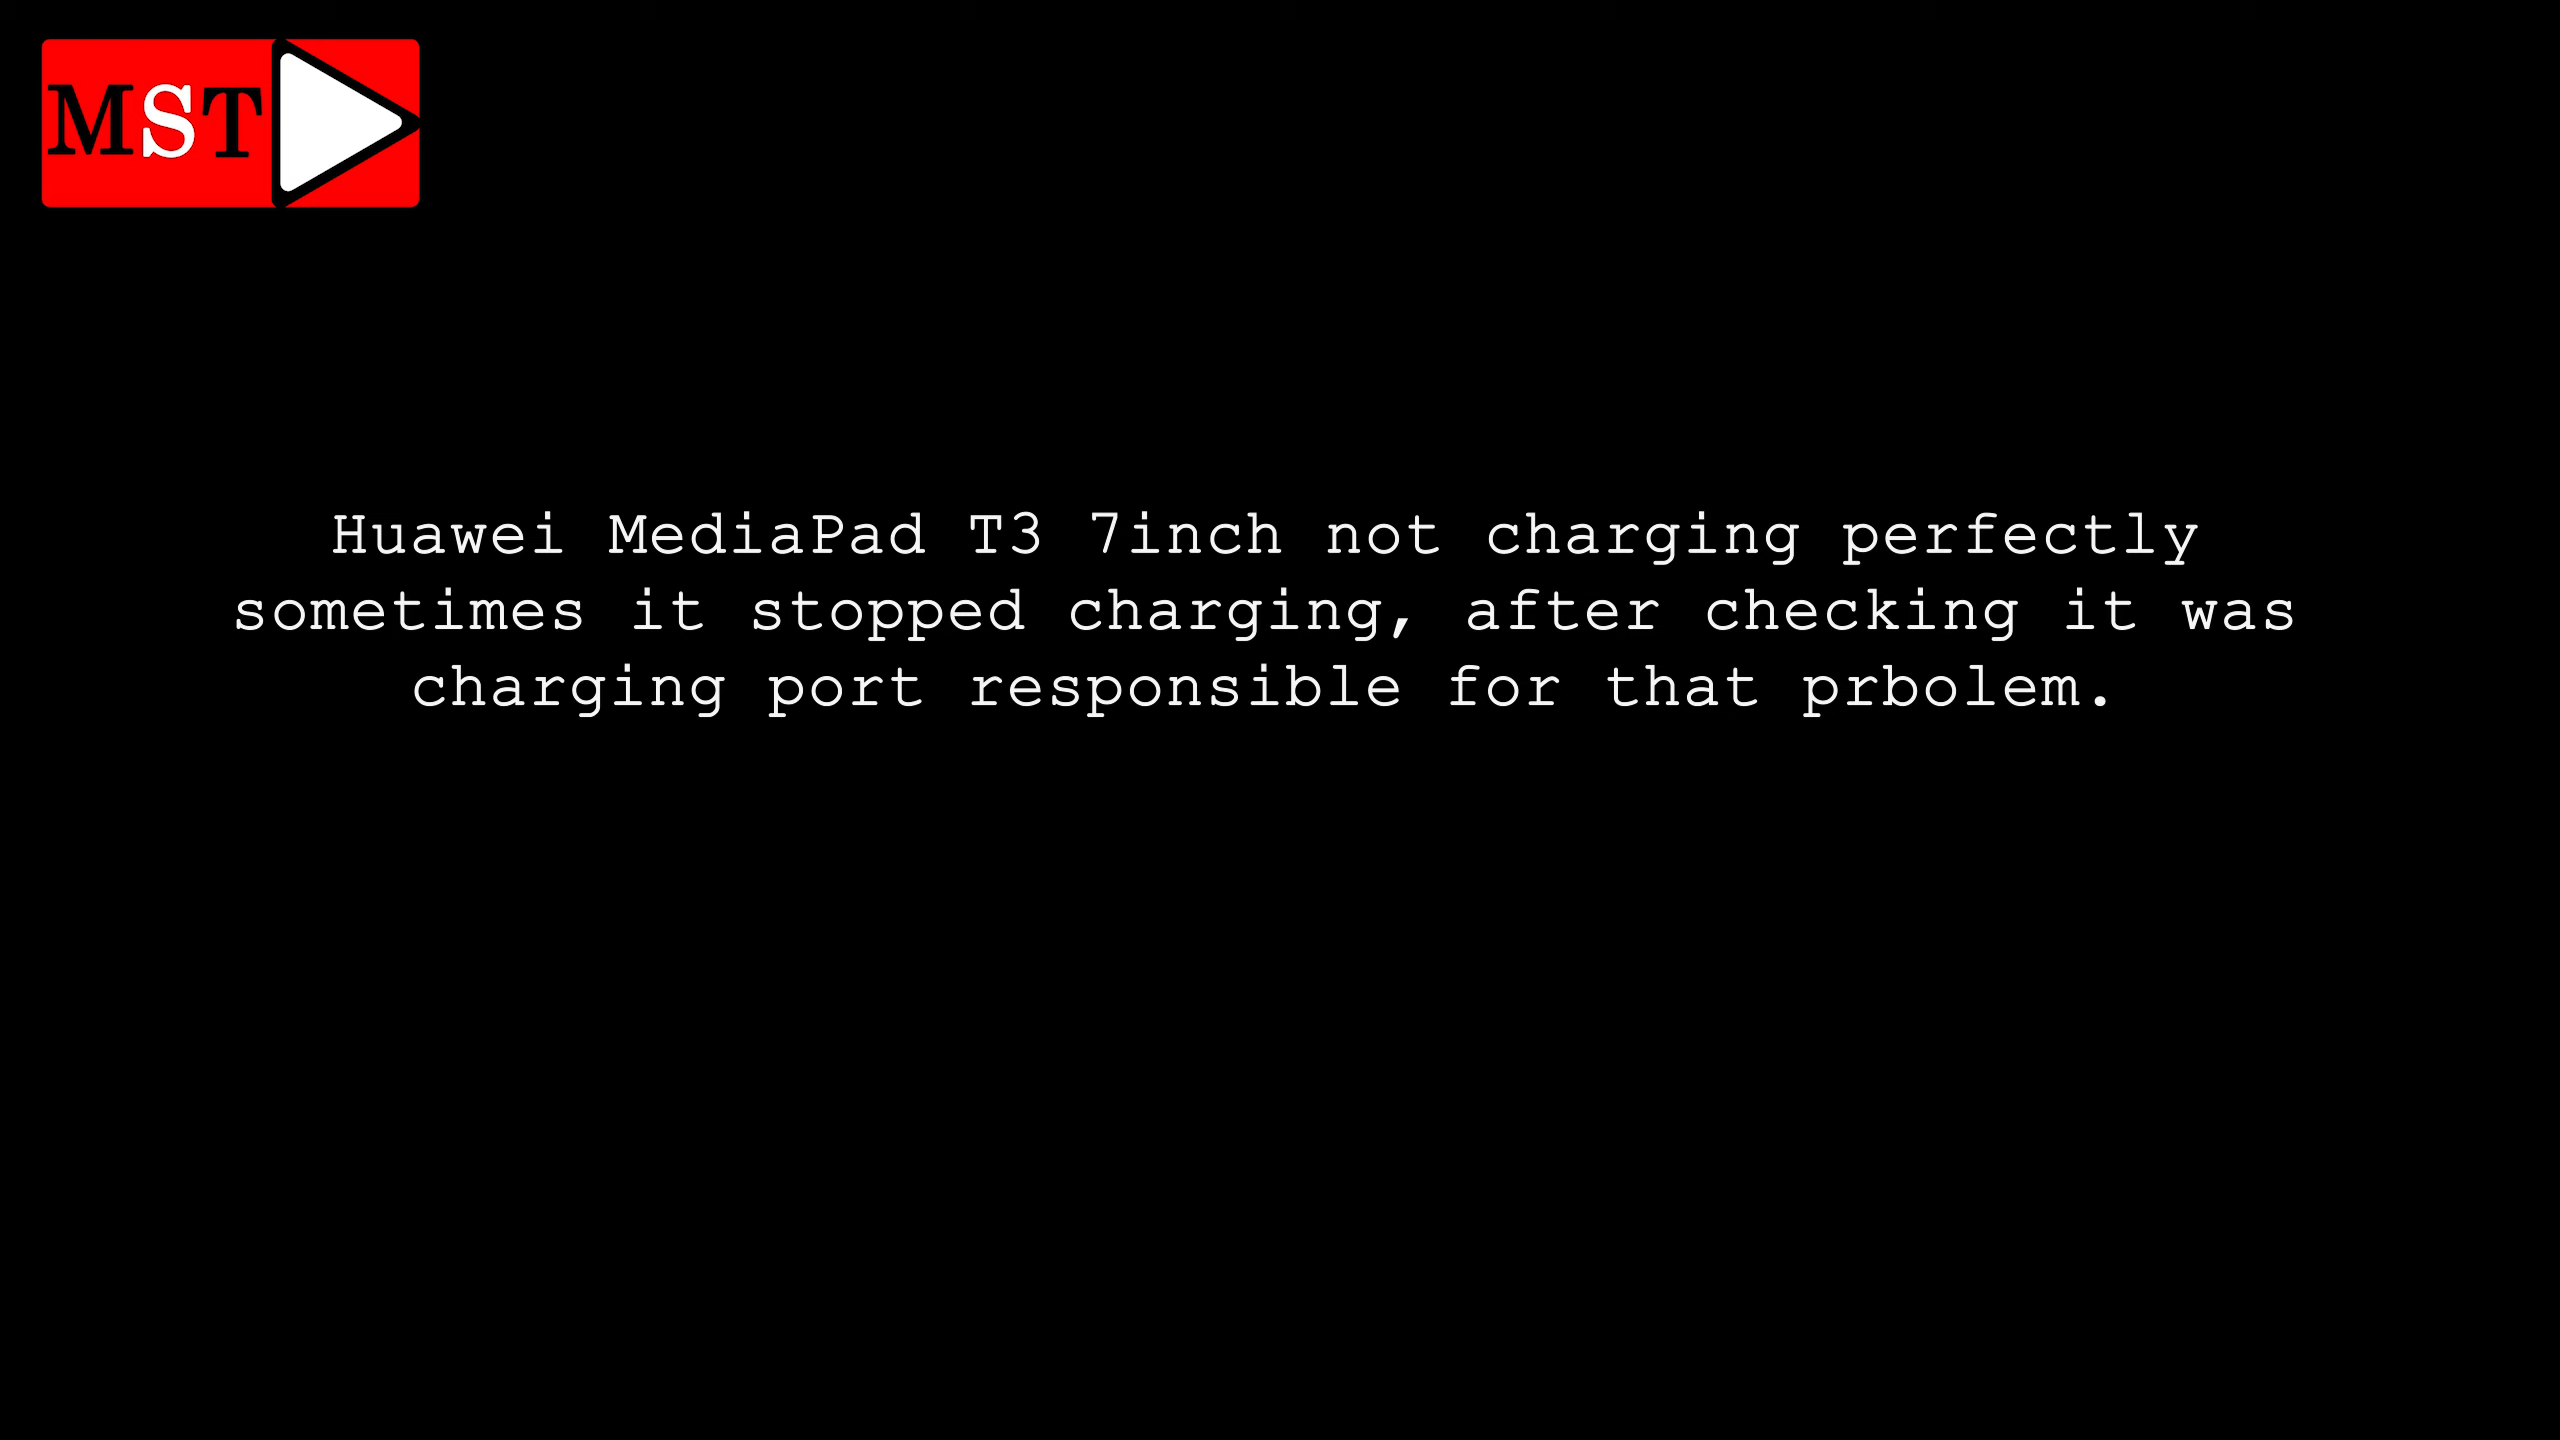 MST
Huawei MediaPad T3 7inch not charging perfectly
sometimes it stopped charging, after checking it was
charging port responsible for that prbolem.